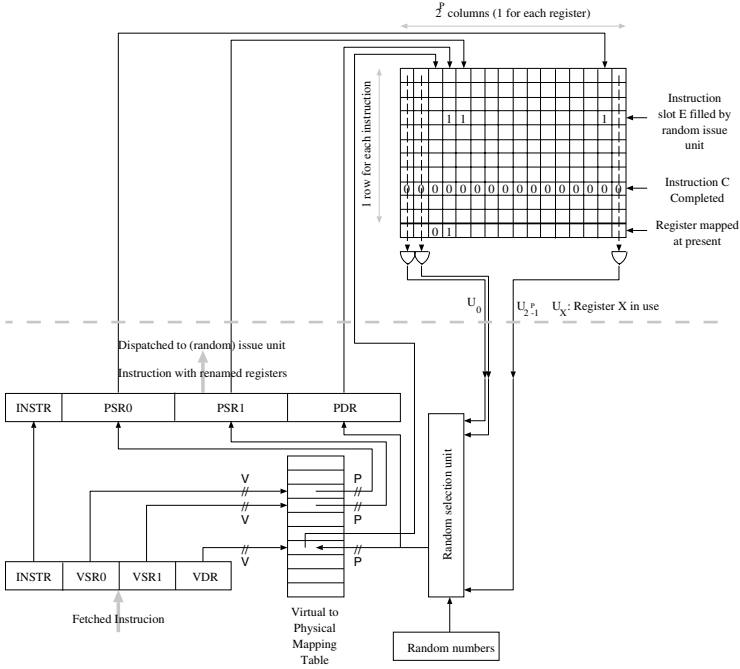 2^P columns (1 for each register)
1 row for each instruction
1 1 1
Instruction
slot E filled by
random issue
unit
0 0 0 0 0 0 0 0 0 0 0 0 0 0 0 0
Instruction C
Completed
0 1
Register mapped
at present
U_0
U_2^P-1
U_X: Register X in use
Dispatched to (random) issue unit
Instruction with renamed registers
INSTR PSR0 PSR1 PDR
V P
V P
V P
INSTR VSR0 VSR1 VDR
Fetched Instrucion
Virtual to
Physical
Mapping
Table
Random selection unit
Random numbers